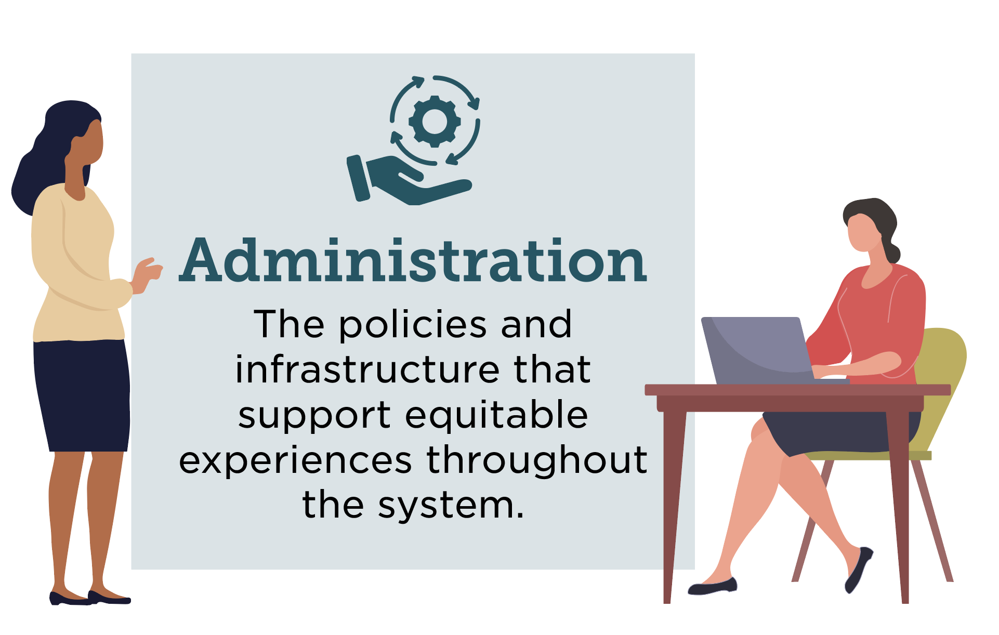 Administration
The policies and
infrastructure that
support equitable
experiences throughout
the system.